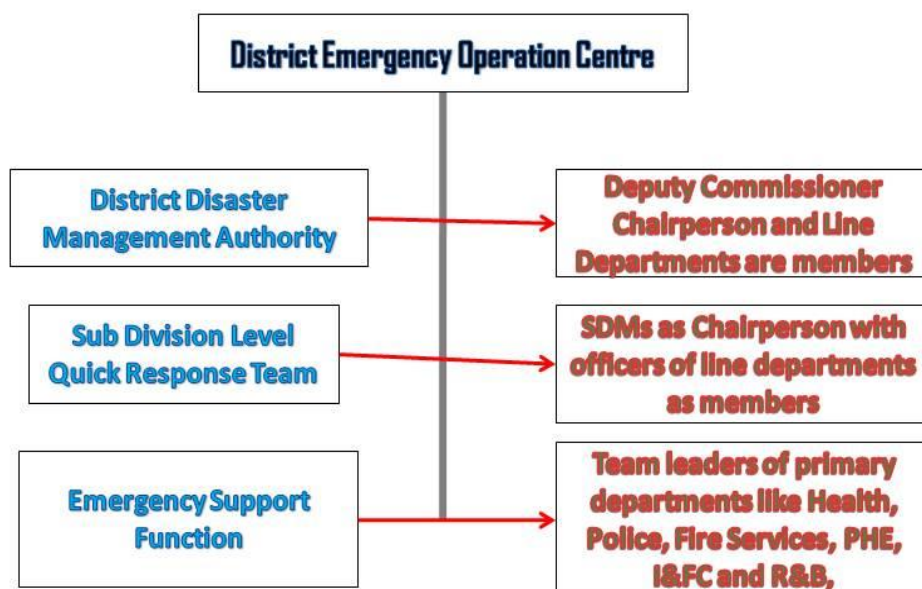 District Emergency Operation Centre
District Disaster
Management Authority
Deputy Commissioner
Chairperson and Line
Departments are members
Sub Division Level
Quick Response Team
SDMs as Chairperson with
officers of line departments
as members
Emergency Support
Function
Team leaders of primary
departments like Health,
Police, Fire Services, PHE,
I&FC and R&B,